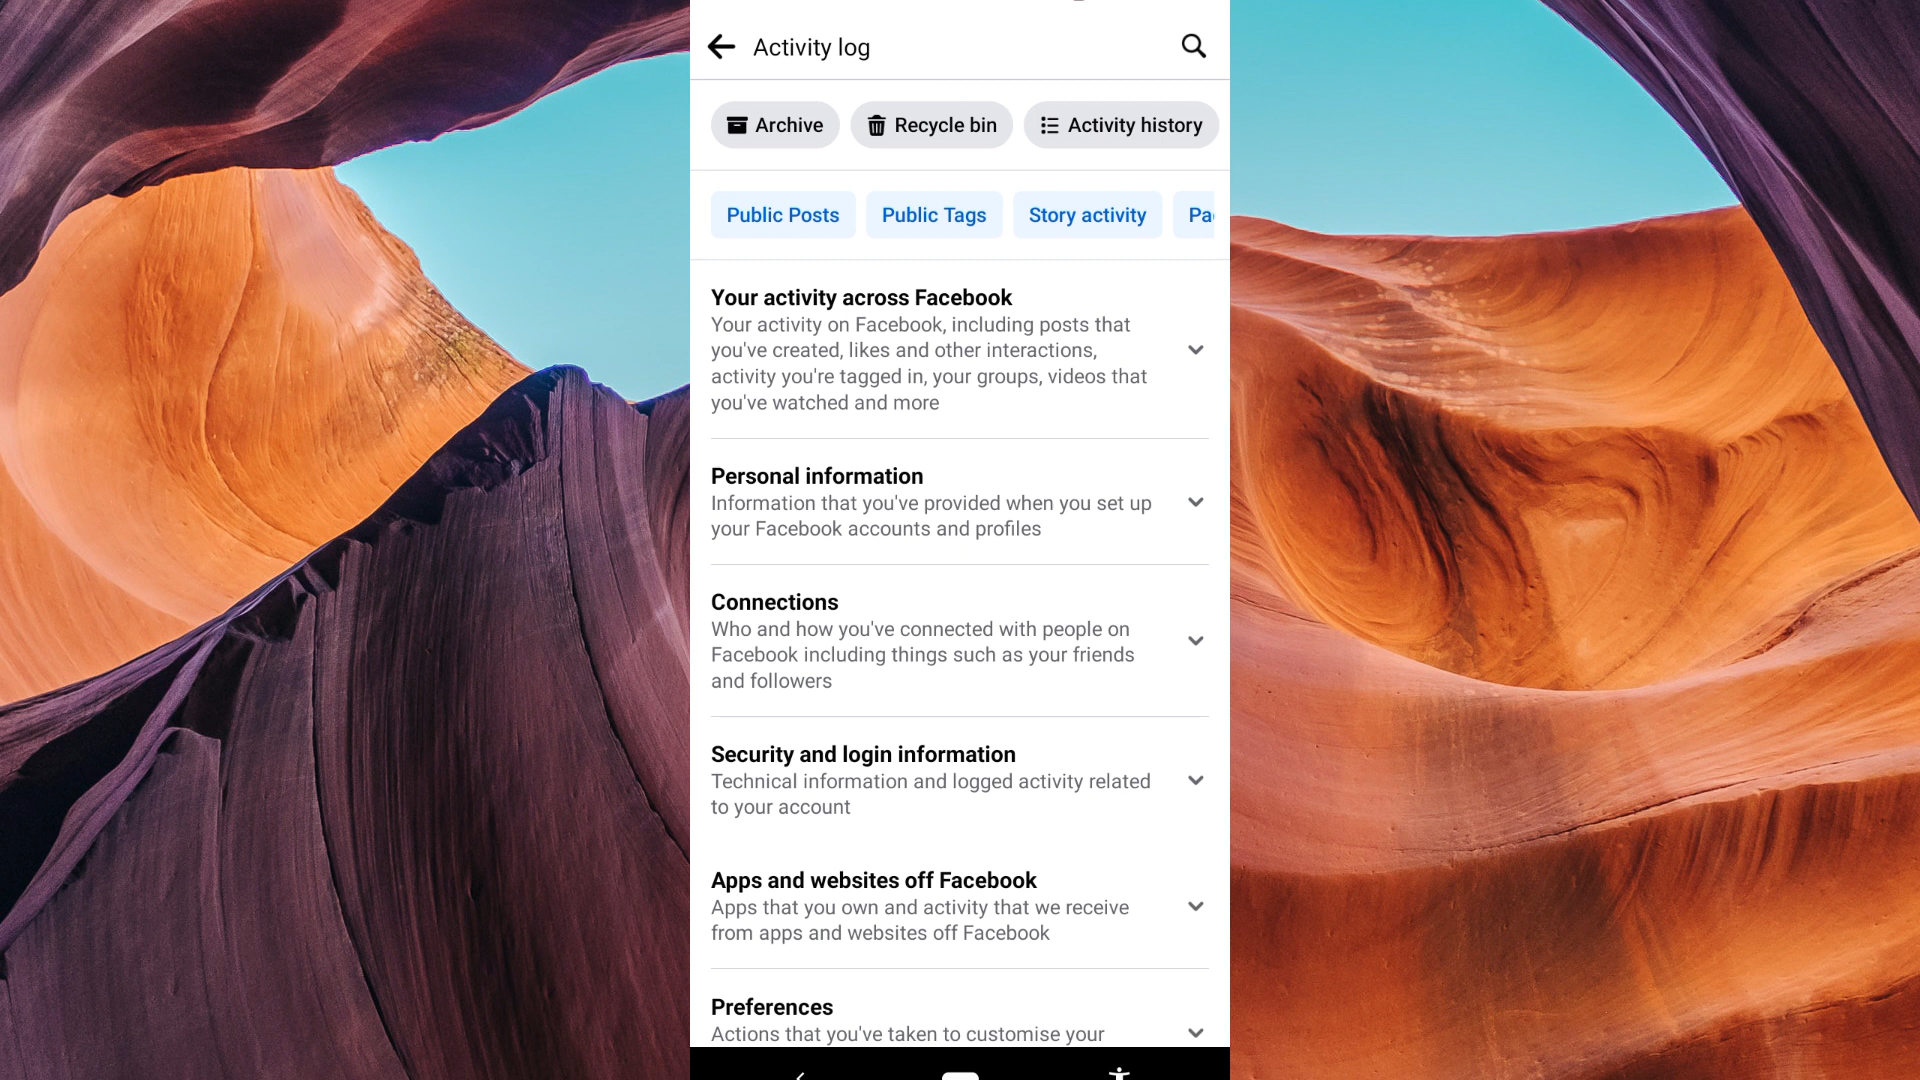 Activity log
Archive
Recycle bin
Activity history
Public Posts
Public Tags
Story activity
Your activity across Facebook
Your activity on Facebook, including posts that
you've created, likes and other interactions,
activity you're tagged in, your groups, videos that
you've watched and more
Personal information
Information that you've provided when you set up
your Facebook accounts and profiles
Connections
Who and how you've connected with people on
Facebook including things such as your friends
and followers
Security and login information
Technical information and logged activity related
to your account
Apps and websites off Facebook
Apps that you own and activity that we receive
from apps and websites off Facebook
Preferences
Actions that you've taken to customise your